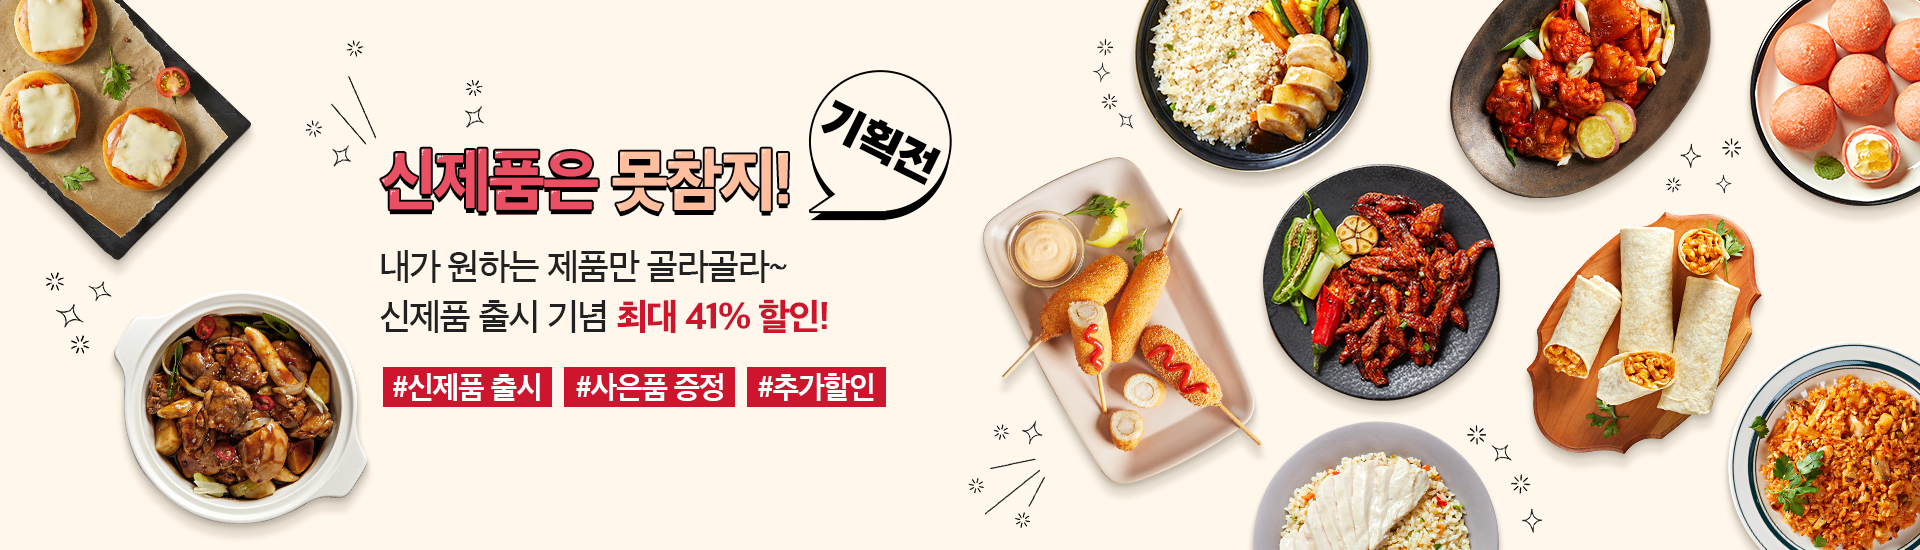 신제품은 못참지!
기획전
내가 원하는 제품만 골라골라~
신제품 출시 기념 최대 41% 할인!
#신제품 출시 #사은품 증정 #추가할인